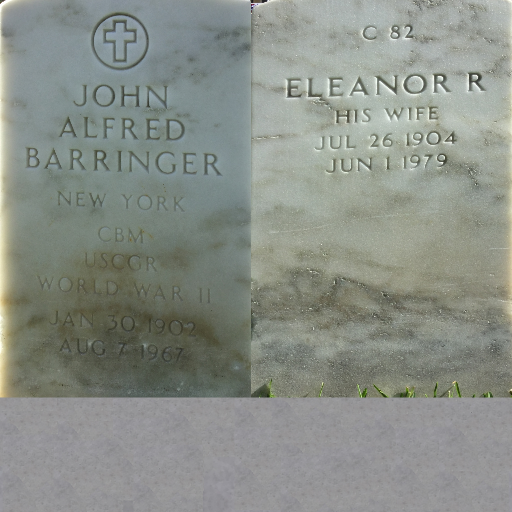 JOHN
ALFRED
BARRINGER
NEW YORK
CBM
USCGR
WORLD WAR II
JAN 30 1902
AUG 7 1967
C 82
ELEANOR R
HIS WIFE
JUL 26 1904
JUN 1 1979